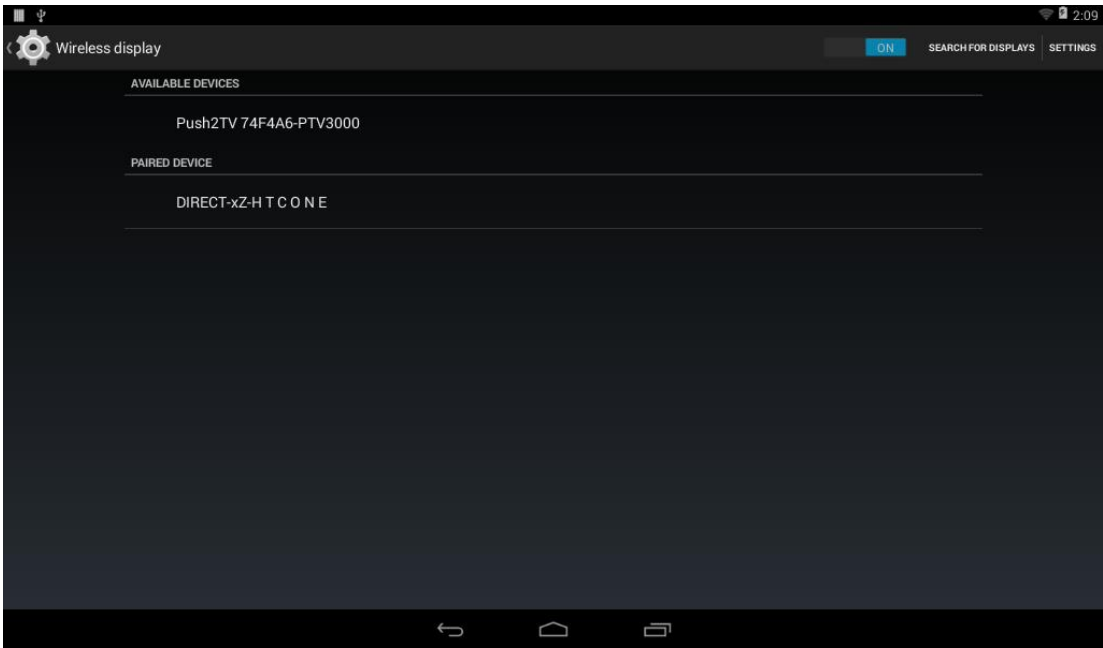 2:09
Wireless display
ON
SEARCH FOR DISPLAYS
SETTINGS
AVAILABLE DEVICES
Push2TV 74F4A6-PTV3000
PAIRED DEVICE
DIRECT-xZ-H T C O N E